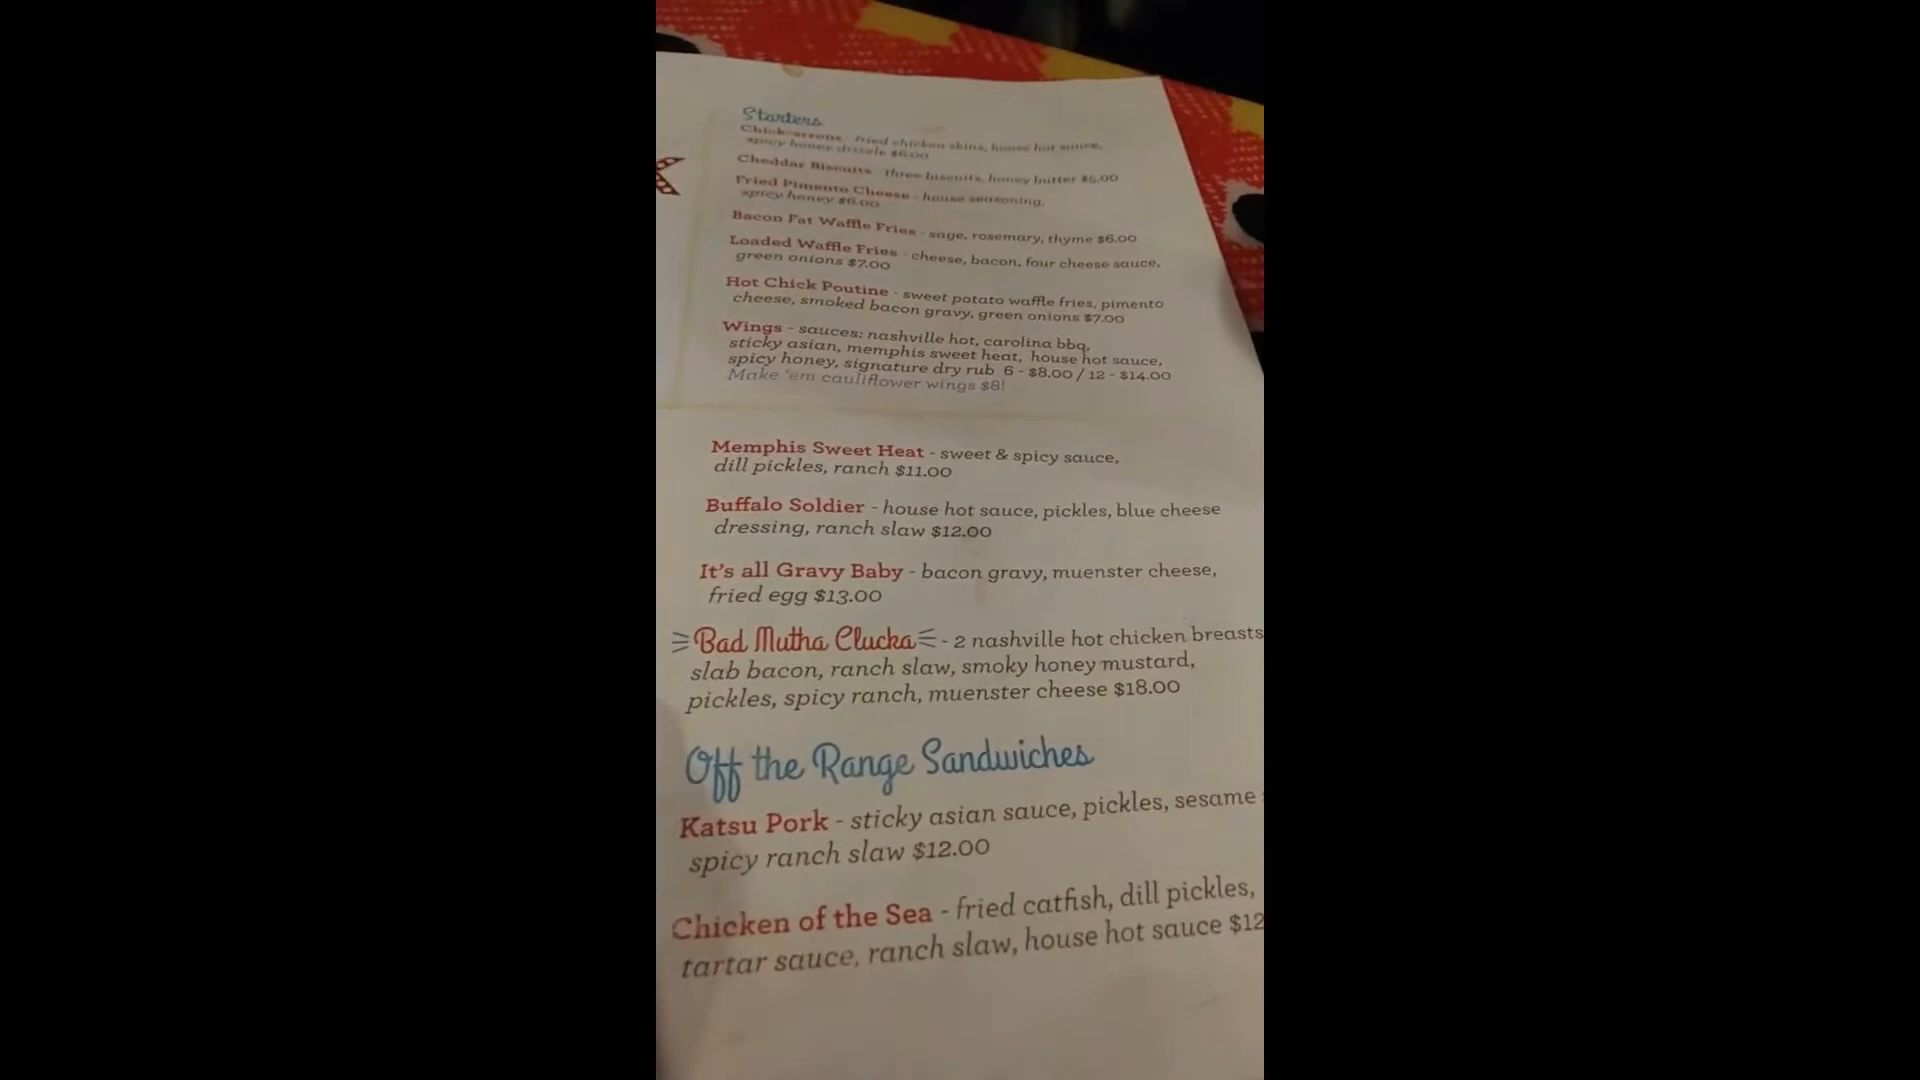 Starters
Chick-arrons - fried chicken skins, house hot sauce,
spicy honey drizzle $6.00
Cheddar Biscuits - three biscuits, honey butter $5.00
Fried Pimento Cheese - house seasoning,
spicy honey $6.00
Bacon Fat Waffle Fries - sage, rosemary, thyme $6.00
Loaded Waffle Fries - cheese, bacon, four cheese sauce,
green onions $7.00
Hot Chick Poutine - sweet potato waffle fries, pimento
cheese, smoked bacon gravy, green onions $7.00
Wings - sauces: nashville hot, carolina bbq,
sticky asian, memphis sweet heat, house hot sauce,
spicy honey, signature dry rub 6 - $8.00 / 12 - $14.00
Make 'em cauliflower wings $8!
Memphis Sweet Heat - sweet & spicy sauce,
dill pickles, ranch $11.00
Buffalo Soldier - house hot sauce, pickles, blue cheese
dressing, ranch slaw $12.00
It's all Gravy Baby - bacon gravy, muenster cheese,
fried egg $13.00
Bad Mutha Clucka - 2 nashville hot chicken breasts
slab bacon, ranch slaw, smoky honey mustard,
pickles, spicy ranch, muenster cheese $18.00
Off the Range Sandwiches
Katsu Pork - sticky asian sauce, pickles, sesame
spicy ranch slaw $12.00
Chicken of the Sea - fried catfish, dill pickles,
tartar sauce, ranch slaw, house hot sauce $12